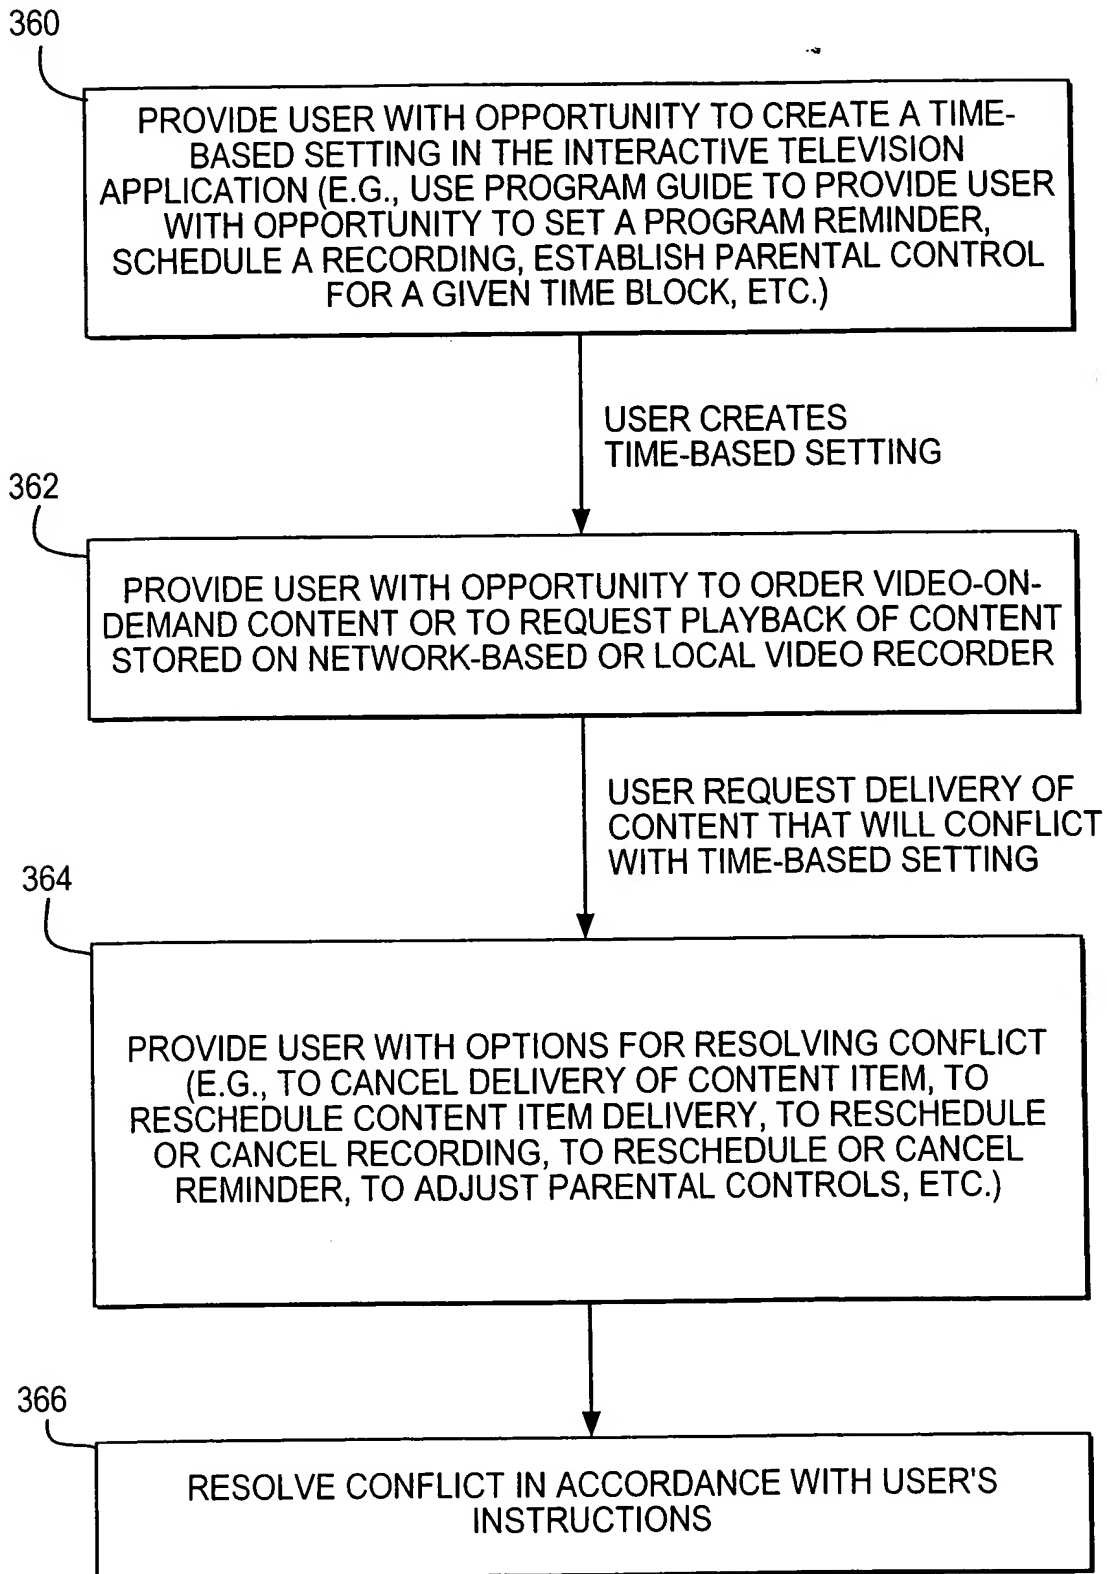 360
PROVIDE USER WITH OPPORTUNITY TO CREATE A TIME-
BASED SETTING IN THE INTERACTIVE TELEVISION
APPLICATION (E.G., USE PROGRAM GUIDE TO PROVIDE USER
WITH OPPORTUNITY TO SET A PROGRAM REMINDER,
SCHEDULE A RECORDING, ESTABLISH PARENTAL CONTROL
FOR A GIVEN TIME BLOCK, ETC.)
USER CREATES
TIME-BASED SETTING
362
PROVIDE USER WITH OPPORTUNITY TO ORDER VIDEO-ON-
DEMAND CONTENT OR TO REQUEST PLAYBACK OF CONTENT
STORED ON NETWORK-BASED OR LOCAL VIDEO RECORDER
USER REQUEST DELIVERY OF
CONTENT THAT WILL CONFLICT
WITH TIME-BASED SETTING
364
PROVIDE USER WITH OPTIONS FOR RESOLVING CONFLICT
(E.G., TO CANCEL DELIVERY OF CONTENT ITEM, TO
RESCHEDULE CONTENT ITEM DELIVERY, TO RESCHEDULE
OR CANCEL RECORDING, TO RESCHEDULE OR CANCEL
REMINDER, TO ADJUST PARENTAL CONTROLS, ETC.)
366
RESOLVE CONFLICT IN ACCORDANCE WITH USER'S
INSTRUCTIONS